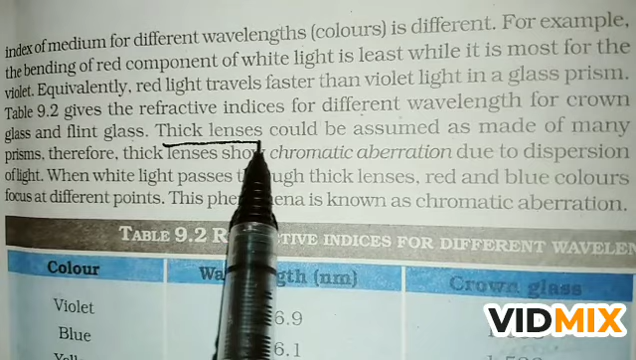 index of medium for different wavelengths (colours) is different. For example,
the bending of red component of white light is least while it is most for the
violet. Equivalently, red light travels faster than violet light in a glass prism.
Table 9.2 gives the refractive indices for different wavelength for crown
glass and flint glass. Thick lenses could be assumed as made of many
prisms, therefore, thick lenses show chromatic aberration due to dispersion
of light. When white light passes through thick lenses, red and blue colours
focus at different points. This phenomena is known as chromatic aberration.
TABLE 9.2 R TIVE INDICES FOR DIFFERENT WAVELEN
Colour Wa gth (nm) Crown glass
Violet 6.9
Blue 6.1
VIDMIX